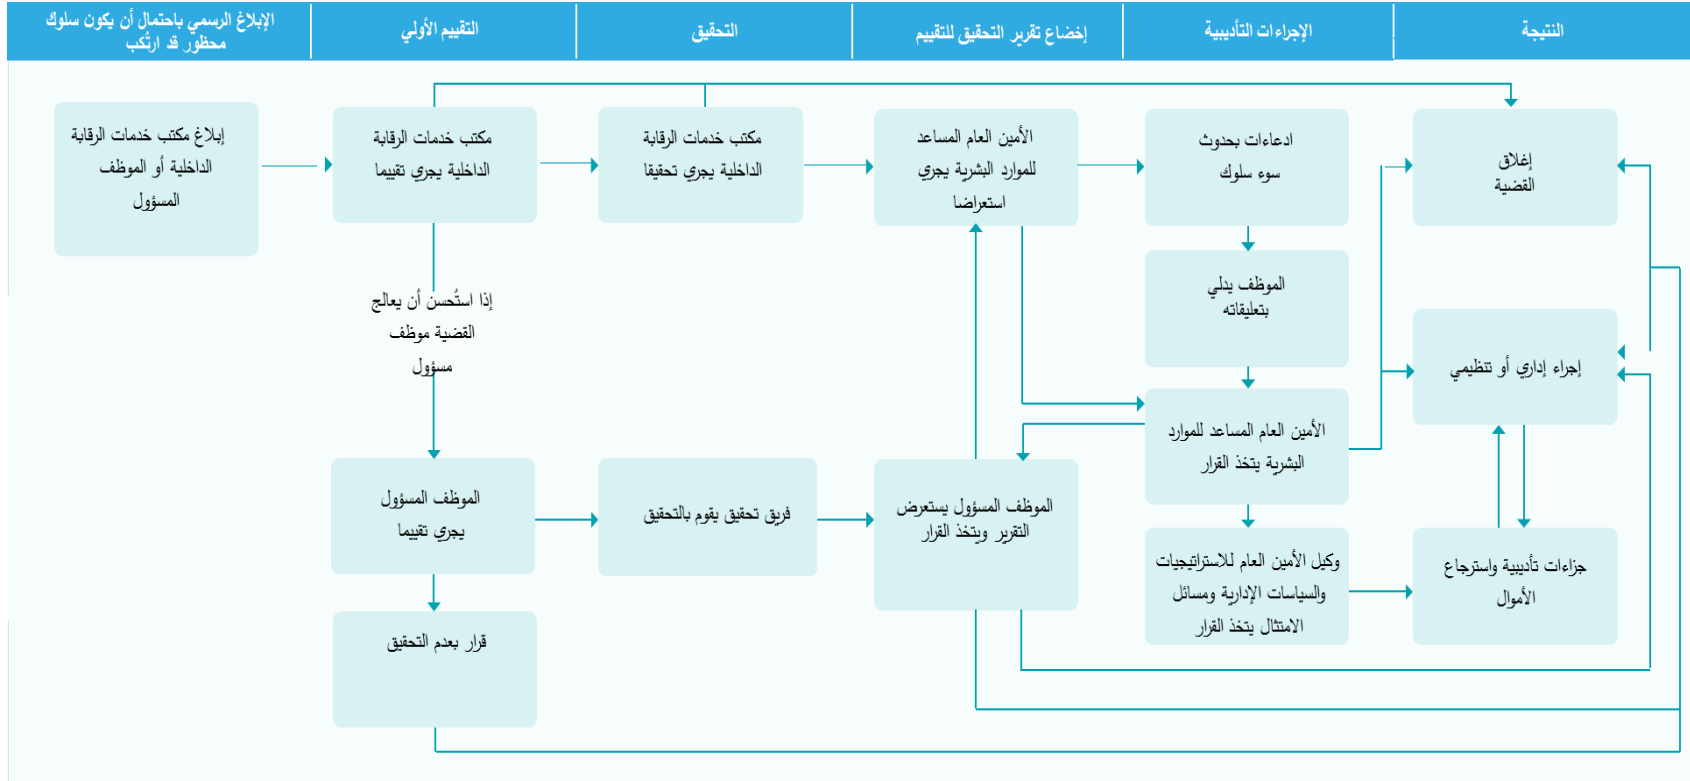 الإبلاغ الرسمي باحتمال أن يكون سلوك
محظور قد ارتُكب
التقييم الأولي
التحقيق
إخضاع تقرير التحقيق للتقييم
الإجراءات التأديبية
النتيجة
إبلاغ مكتب خدمات الرقابة
الداخلية أو الموظف
المسؤول
مكتب خدمات الرقابة
الداخلية يجري تقييما
مكتب خدمات الرقابة
الداخلية يجري تحقيقا
الأمين العام المساعد
للموارد البشرية يجري
استعراضا
ادعاءات بحدوث
سوء سلوك
إغلاق
القضية
الموظف يدلي
بتعليقاته
إذا استُحسن أن يعالج
القضية موظف
مسؤول
إجراء إداري أو تنظيمي
الأمين العام المساعد للموارد
البشرية يتخذ القرار
الموظف المسؤول
يجري تقييما
فريق تحقيق يقوم بالتحقيق
الموظف المسؤول يستعرض
التقرير ويتخذ القرار
وكيل الأمين العام للاستراتيجيات
والسياسات الإدارية ومسائل
الامتثال يتخذ القرار
جزاءات تأديبية واسترجاع
الأموال
قرار بعدم التحقيق